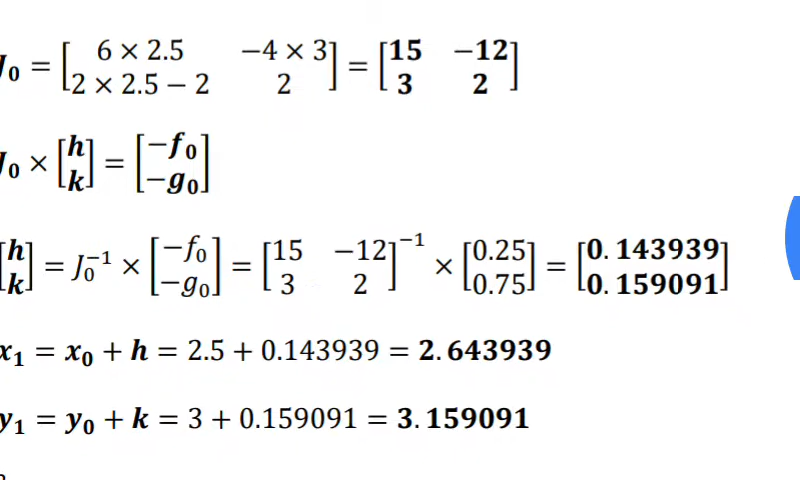 J₀ = [6 × 2.5 −4 × 3; 2 × 2.5 − 2 2] = [15 −12; 3 2]
J₀ × [h; k] = [−f₀; −g₀]
[h; k] = J₀⁻¹ × [−f₀; −g₀] = [15 −12; 3 2]⁻¹ × [0.25; 0.75] = [0.143939; 0.159091]
x₁ = x₀ + h = 2.5 + 0.143939 = 2.643939
y₁ = y₀ + k = 3 + 0.159091 = 3.159091